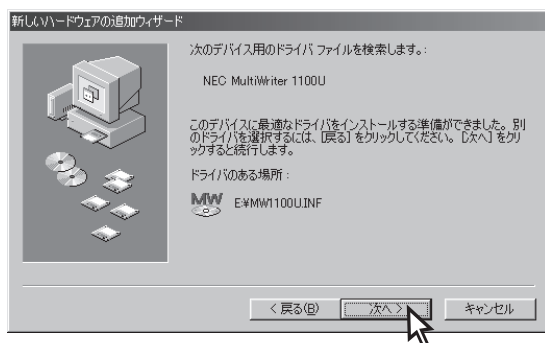 新しいハードウェアの追加ウィザード
次のデバイス用のドライバ ファイルを検索します。:
NEC MultiWriter 1100U
このデバイスに最適なドライバをインストールする準備ができました。別
のドライバを選択するには、[戻る] をクリックしてください。[次へ] をクリ
ックすると続行します。
ドライバのある場所 :
MW
E:¥MW1100U.INF
< 戻る(B)
次へ >
キャンセル